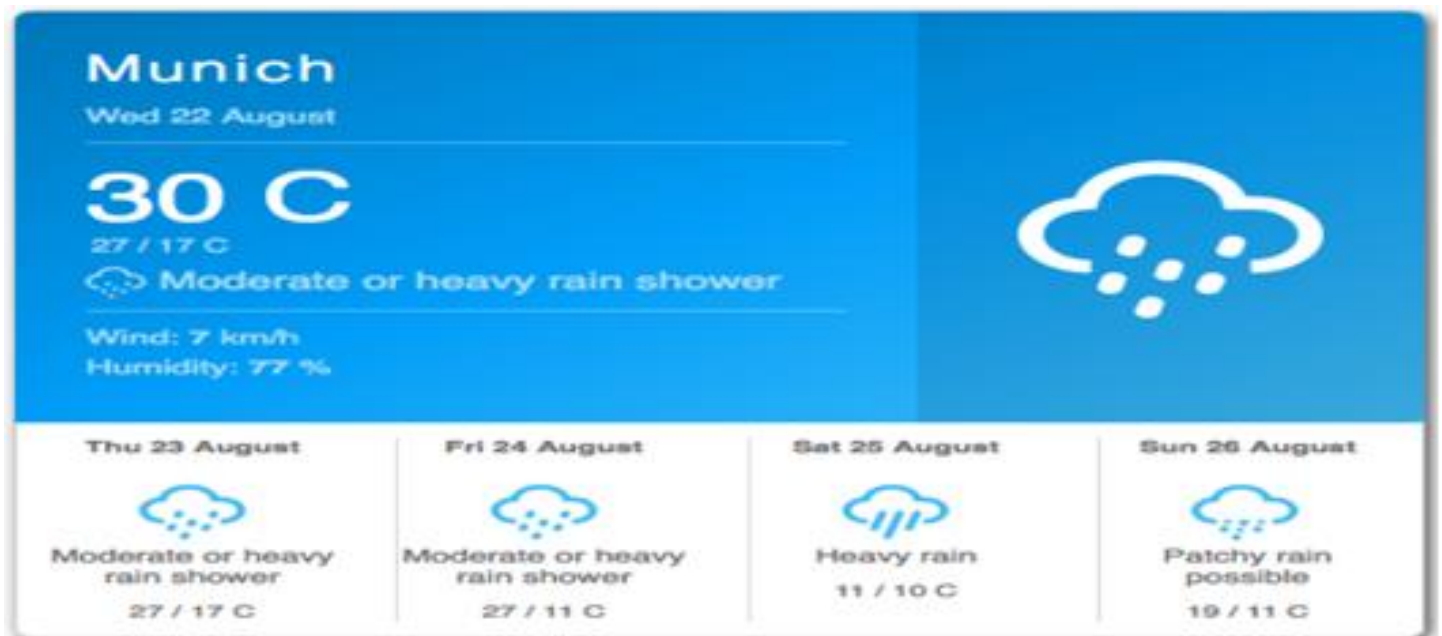 Munich
Wed 22 August
30 C
27 / 17 C
Moderate or heavy rain shower
Wind: 7 km/h
Humidity: 77 %
Thu 23 August
Moderate or heavy
rain shower
27 / 17 C
Fri 24 August
Moderate or heavy
rain shower
27 / 11 C
Sat 25 August
Heavy rain
11 / 10 C
Sun 26 August
Patchy rain
possible
19 / 11 C